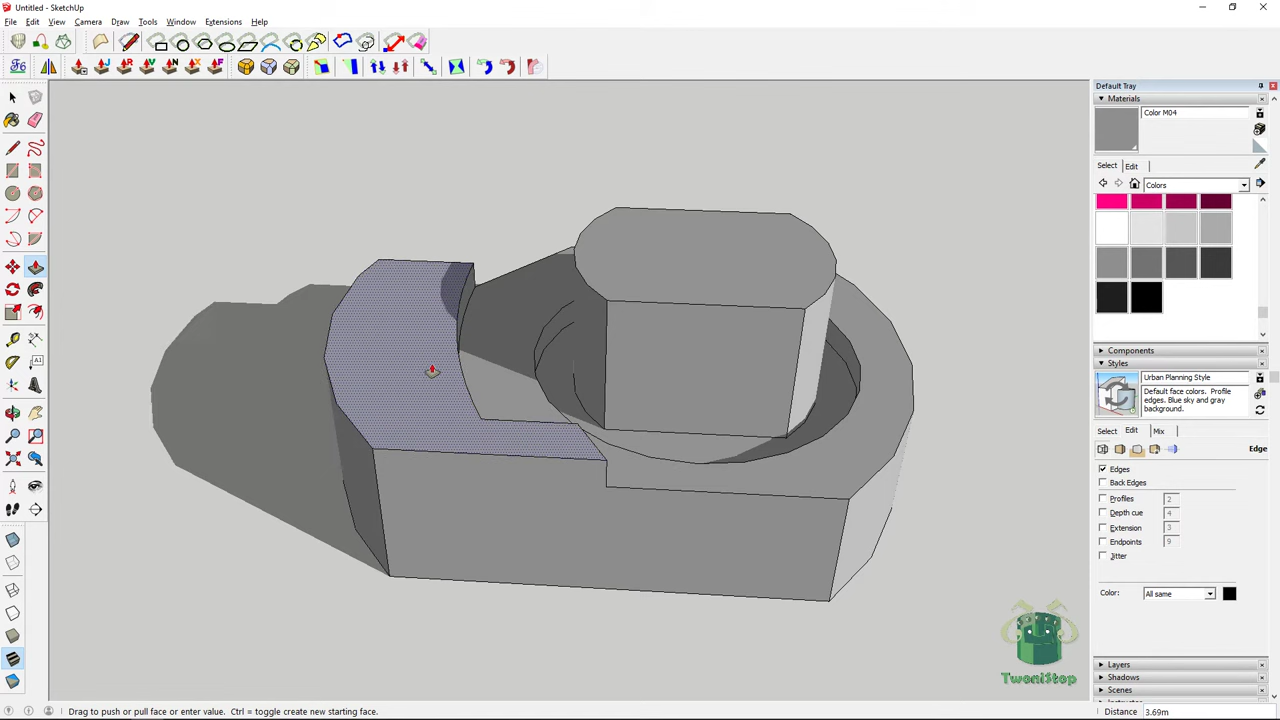 Untitled - SketchUp
File Edit View Camera Draw Tools Window Extensions Help
Default Tray
Materials
Color M04
Select Edit
Colors
Components
Styles
Urban Planning Style
Default face colors. Profile
edges. Blue sky and gray
background.
Select Edit Mix
Edge
Edges
Back Edges
Profiles 2
Depth cue 4
Extension 3
Endpoints 9
Jitter
Color: All same
TwoniStop
Layers
Shadows
Scenes
Drag to push or pull face or enter value. Ctrl = toggle create new starting face.
Distance 3.69m